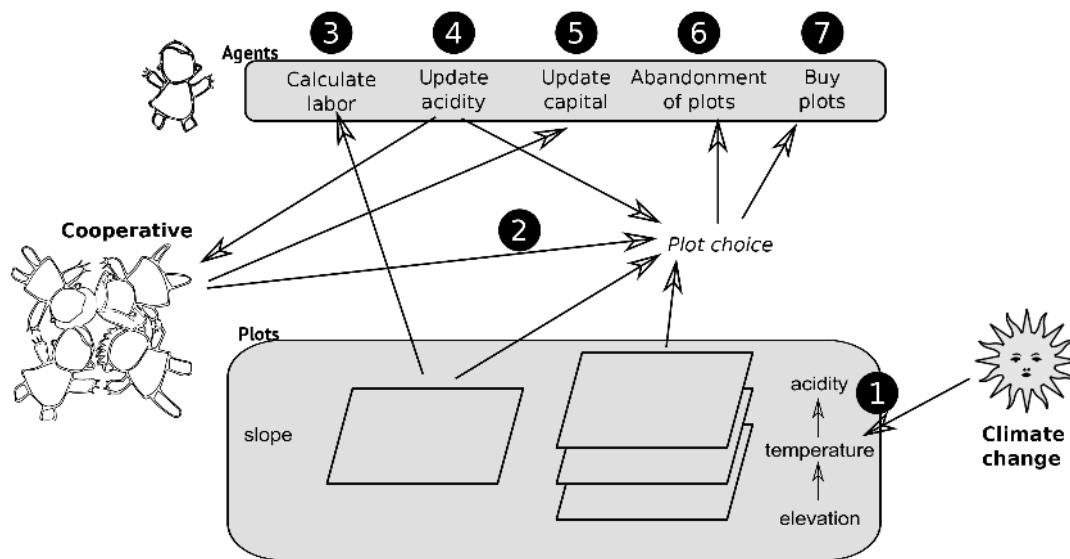 3 4 5 6 7
Agents
Calculate Update Update Abandonment Buy
labor acidity capital of plots plots
Cooperative
2
Plot choice
Plots
1
acidity
slope
temperature
Climate
change
elevation